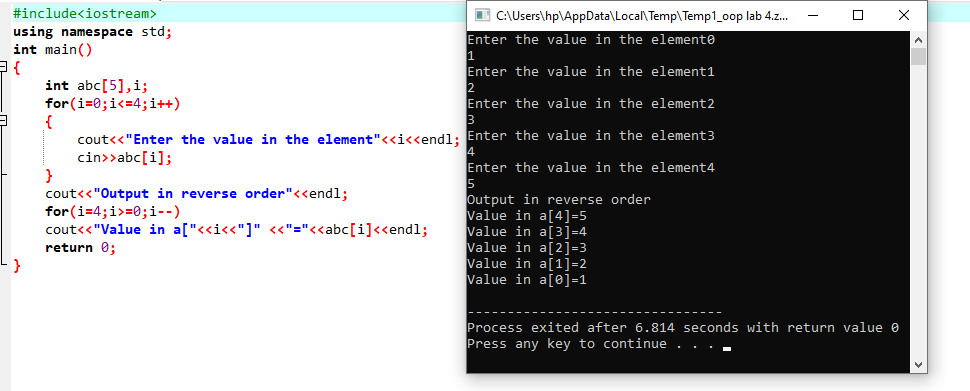 #include<iostream>
using namespace std;
int main()
{
int abc[5],i;
for(i=0;i<=4;i++)
{
cout<<"Enter the value in the element"<<i<<endl;
cin>>abc[i];
}
cout<<"Output in reverse order"<<endl;
for(i=4;i>=0;i--)
cout<<"Value in a["<<i<<"]" <<"="<<abc[i]<<endl;
return 0;
}
C:\Users\hp\AppData\Local\Temp\Temp1_oop lab 4.z...
Enter the value in the element0
1
Enter the value in the element1
2
Enter the value in the element2
3
Enter the value in the element3
4
Enter the value in the element4
5
Output in reverse order
Value in a[4]=5
Value in a[3]=4
Value in a[2]=3
Value in a[1]=2
Value in a[0]=1
--------------------------------
Process exited after 6.814 seconds with return value 0
Press any key to continue . . .